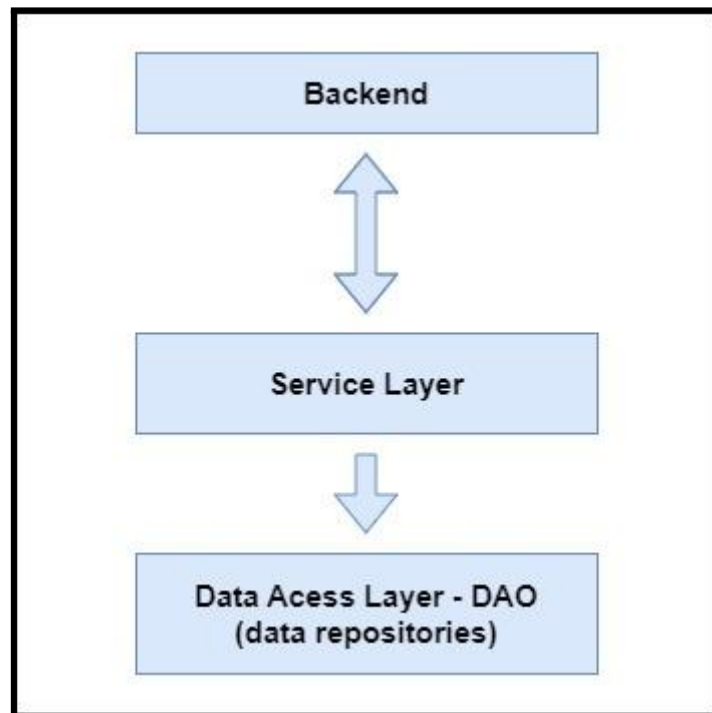 Backend
Service Layer
Data Acess Layer - DAO
(data repositories)